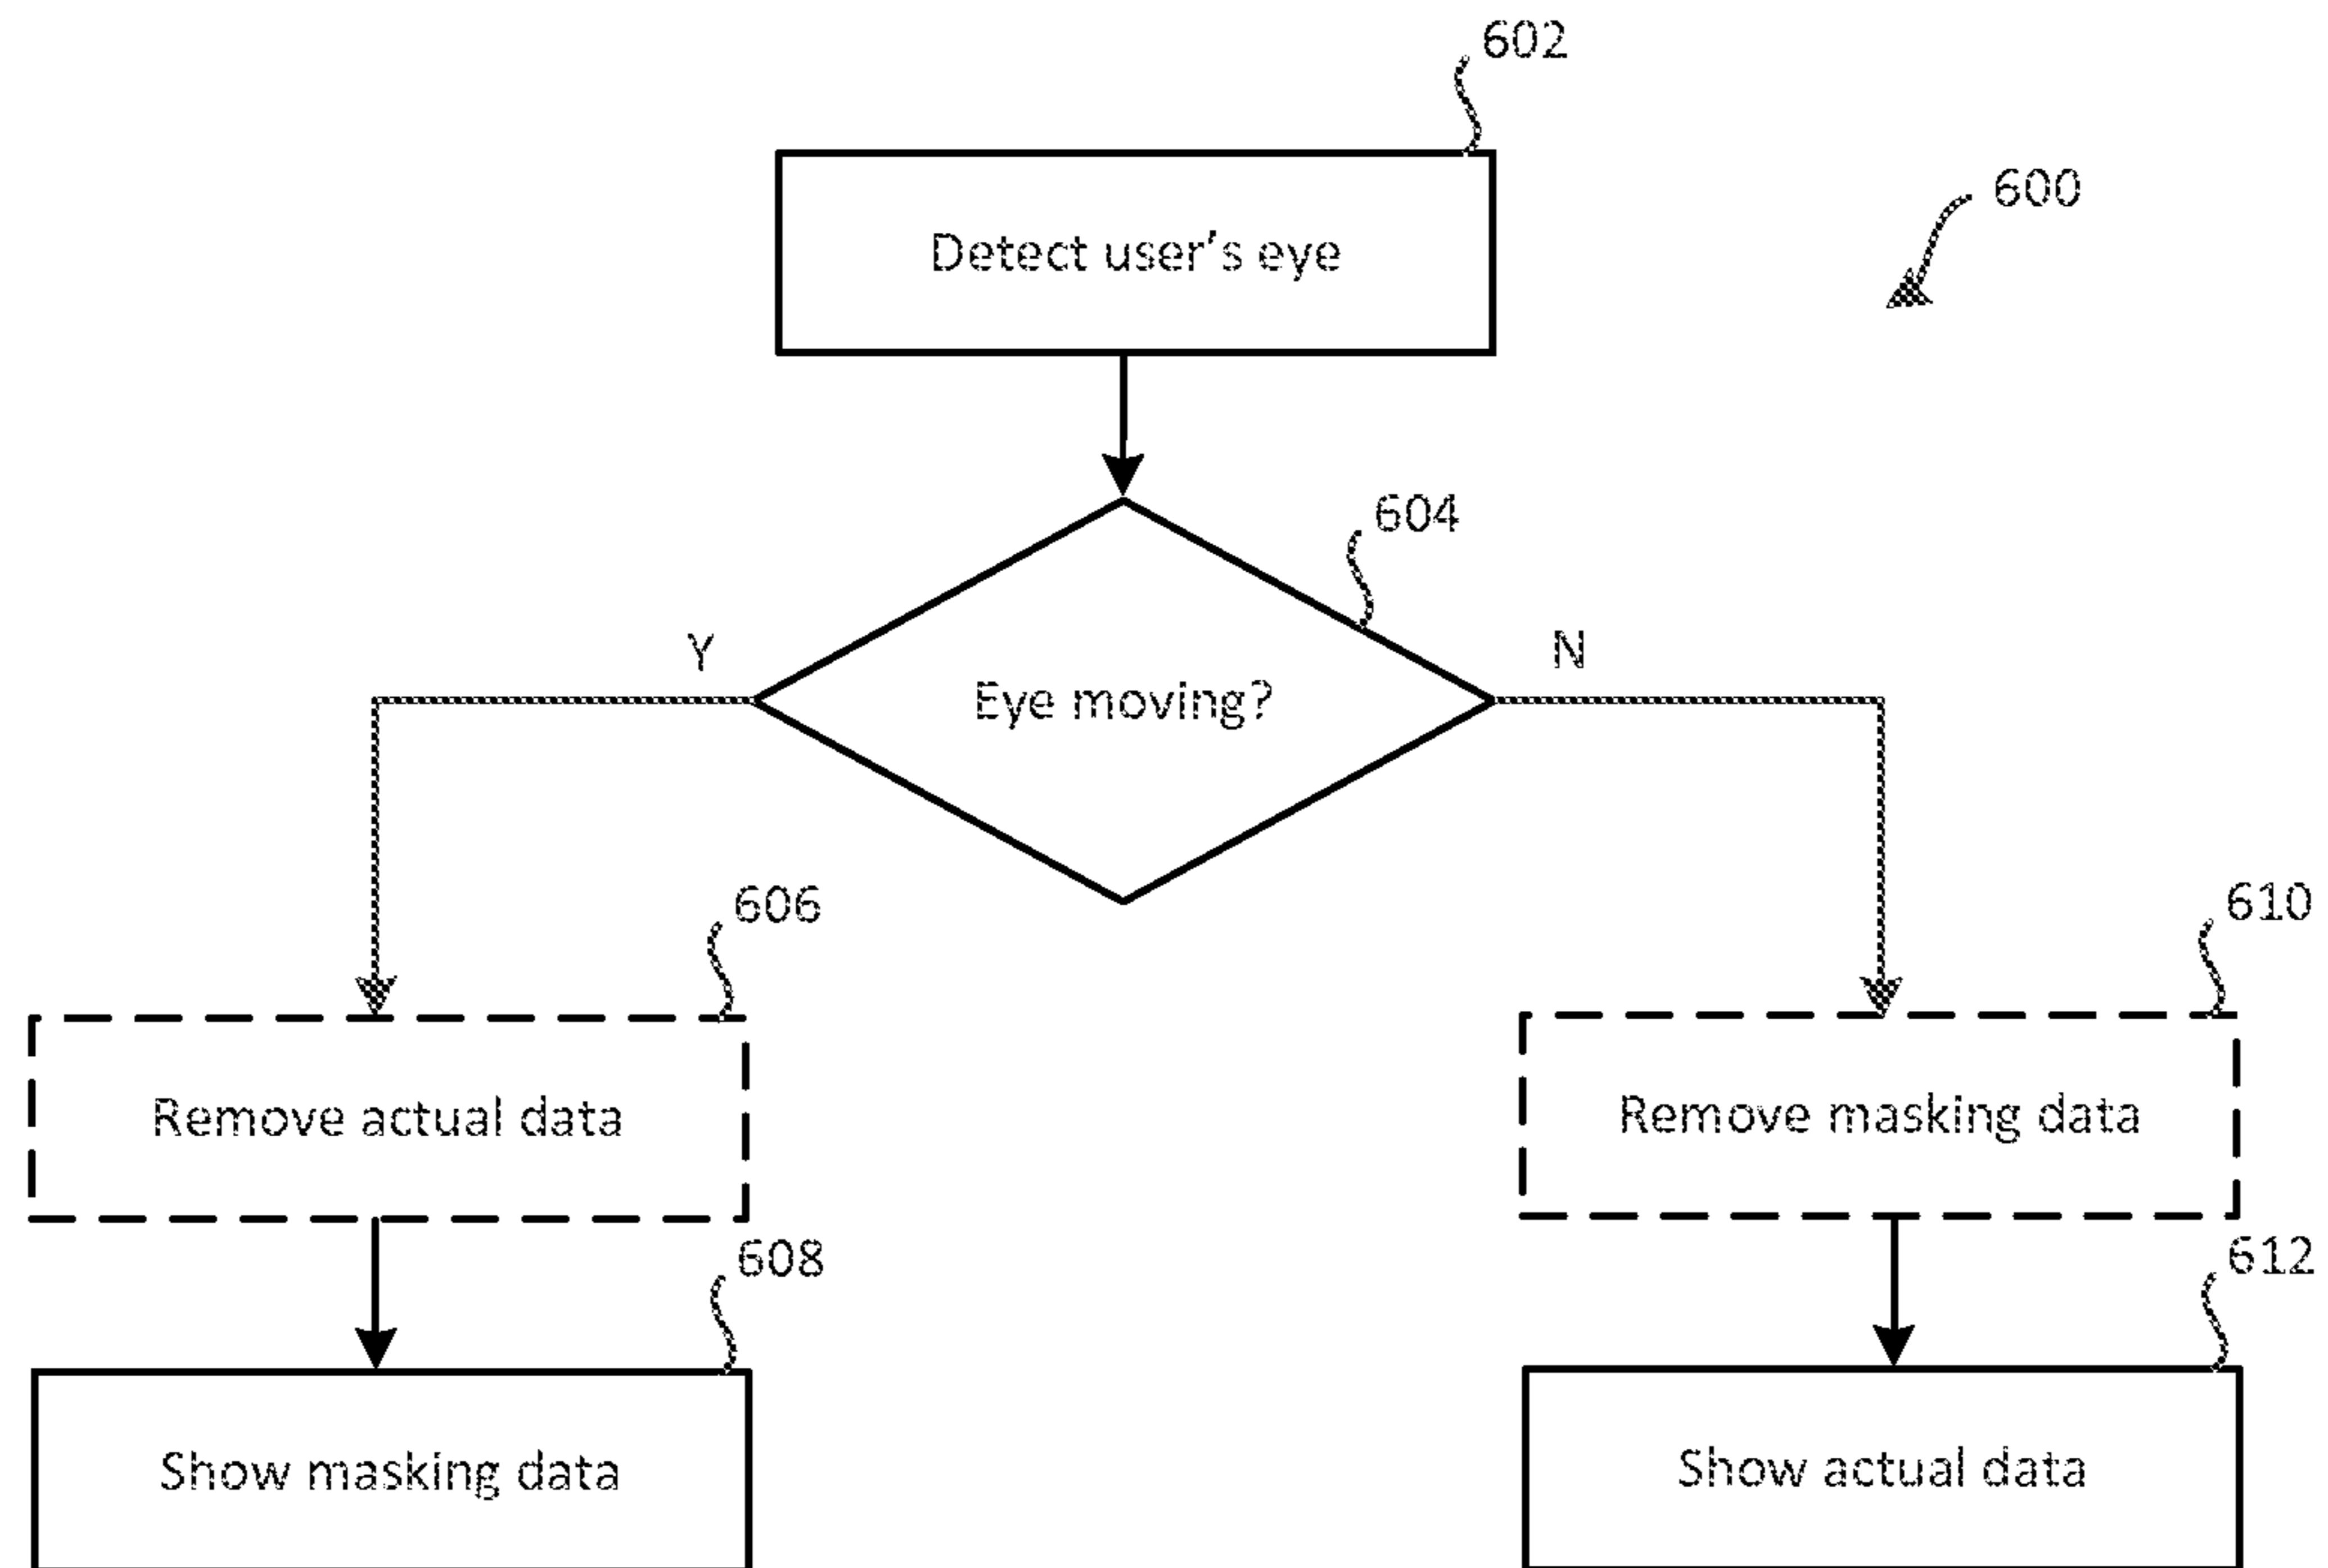 602
600
Detect user's eye
604
Y
N
Eye moving?
606
610
Remove actual data
Remove masking data
608
612
Show masking data
Show actual data